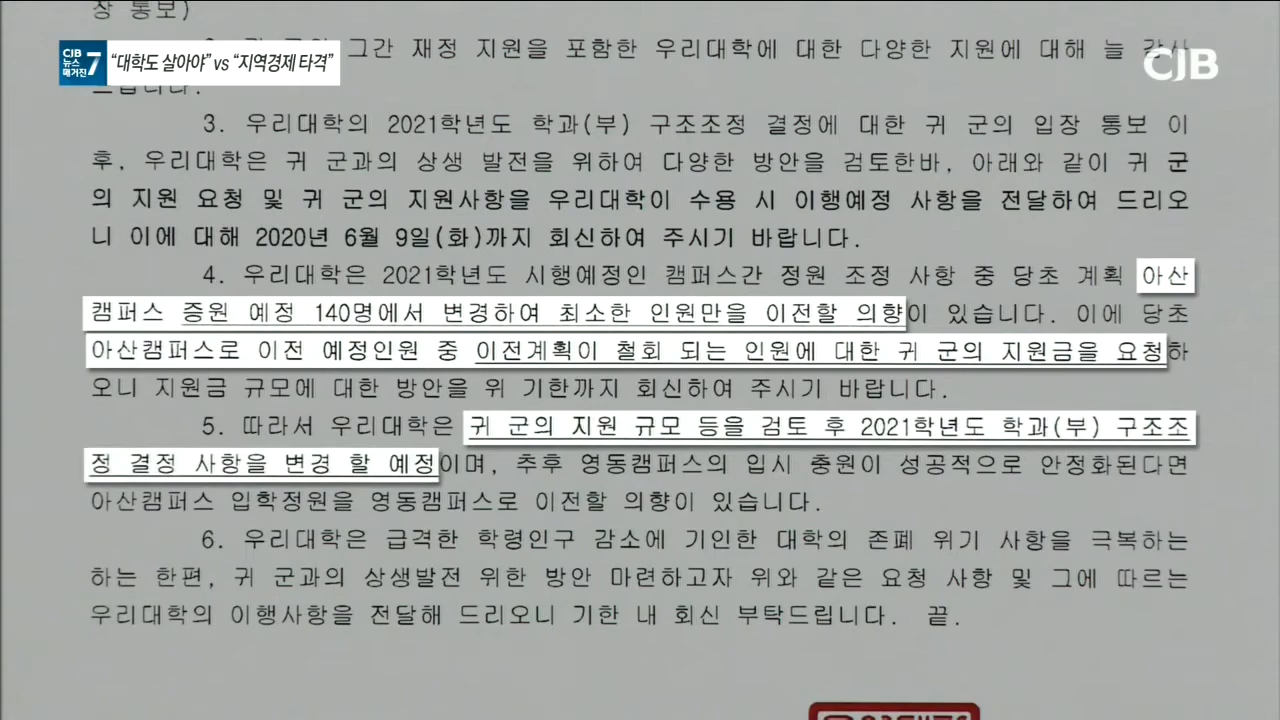 장 통보)
그간 재정 지원을 포함한 우리대학에 대한 다양한 지원에 대해 늘 감사
드립니다.
CJB 뉴스 매거진 7 “대학도 살아야” vs “지역경제 타격”
CJB
3. 우리대학의 2021학년도 학과(부) 구조조정 결정에 대한 귀 군의 입장 통보 이
후, 우리대학은 귀 군과의 상생 발전을 위하여 다양한 방안을 검토한바, 아래와 같이 귀 군
의 지원 요청 및 귀 군의 지원사항을 우리대학이 수용 시 이행예정 사항을 전달하여 드리오
니 이에 대해 2020년 6월 9일(화)까지 회신하여 주시기 바랍니다.
4. 우리대학은 2021학년도 시행예정인 캠퍼스간 정원 조정 사항 중 당초 계획 아산
캠퍼스 증원 예정 140명에서 변경하여 최소한 인원만을 이전할 의향이 있습니다. 이에 당초
아산캠퍼스로 이전 예정인원 중 이전계획이 철회 되는 인원에 대한 귀 군의 지원금을 요청하
오니 지원금 규모에 대한 방안을 위 기한까지 회신하여 주시기 바랍니다.
5. 따라서 우리대학은 귀 군의 지원 규모 등을 검토 후 2021학년도 학과(부) 구조조
정 결정 사항을 변경 할 예정이며, 추후 영동캠퍼스의 입시 충원이 성공적으로 안정화된다면
아산캠퍼스 입학정원을 영동캠퍼스로 이전할 의향이 있습니다.
6. 우리대학은 급격한 학령인구 감소에 기인한 대학의 존폐 위기 사항을 극복하는
하는 한편, 귀 군과의 상생발전 위한 방안 마련하고자 위와 같은 요청 사항 및 그에 따르는
우리대학의 이행사항을 전달해 드리오니 기한 내 회신 부탁드립니다. 끝.